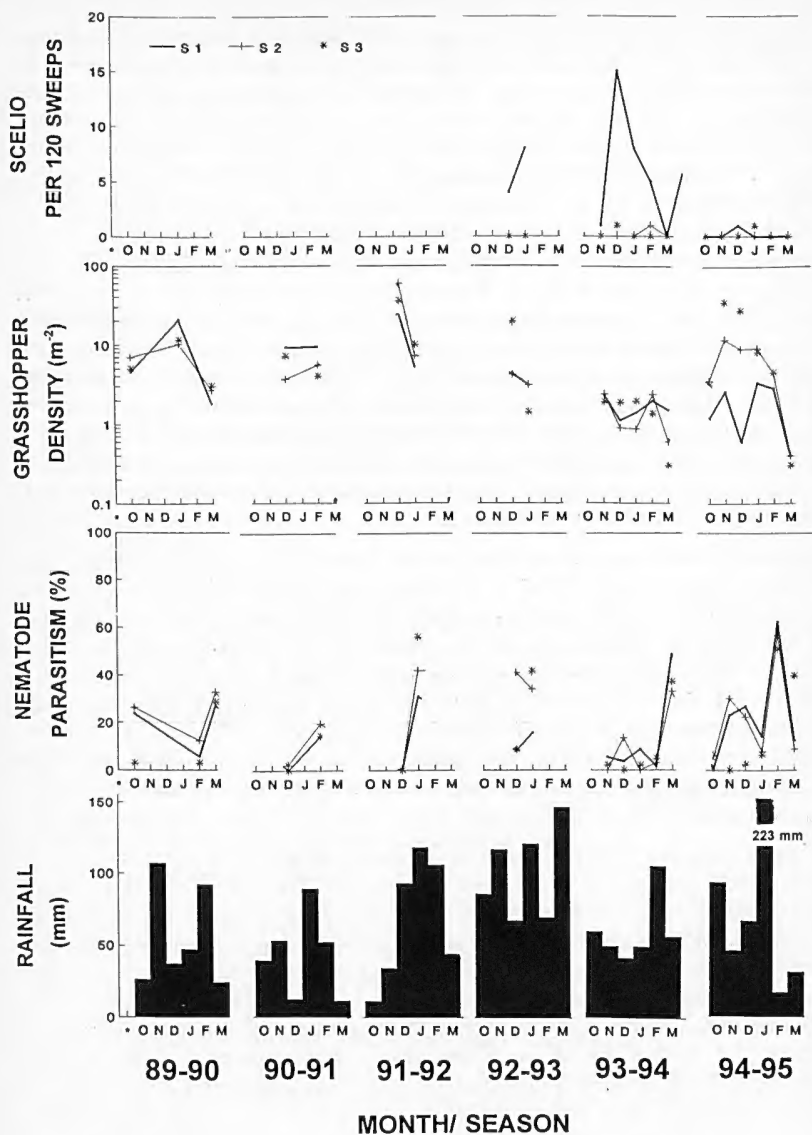 20
— S 1 + S 2 * S 3
15
10
5
0
SCELIO
PER 120 SWEEPS
* O N D J F M O N D J F M O N D J F M O N D J F M O N D J F M O N D J F M
100
10
1
0.1
GRASSHOPPER
DENSITY (m⁻²)
* O N D J F M O N D J F M O N D J F M O N D J F M O N D J F M O N D J F M
100
80
60
40
20
0
NEMATODE
PARASITISM (%)
* O N D J F M O N D J F M O N D J F M O N D J F M O N D J F M O N D J F M
150
223 mm
100
50
0
RAINFALL
(mm)
* O N D J F M O N D J F M O N D J F M O N D J F M O N D J F M O N D J F M
89-90 90-91 91-92 92-93 93-94 94-95
MONTH/ SEASON